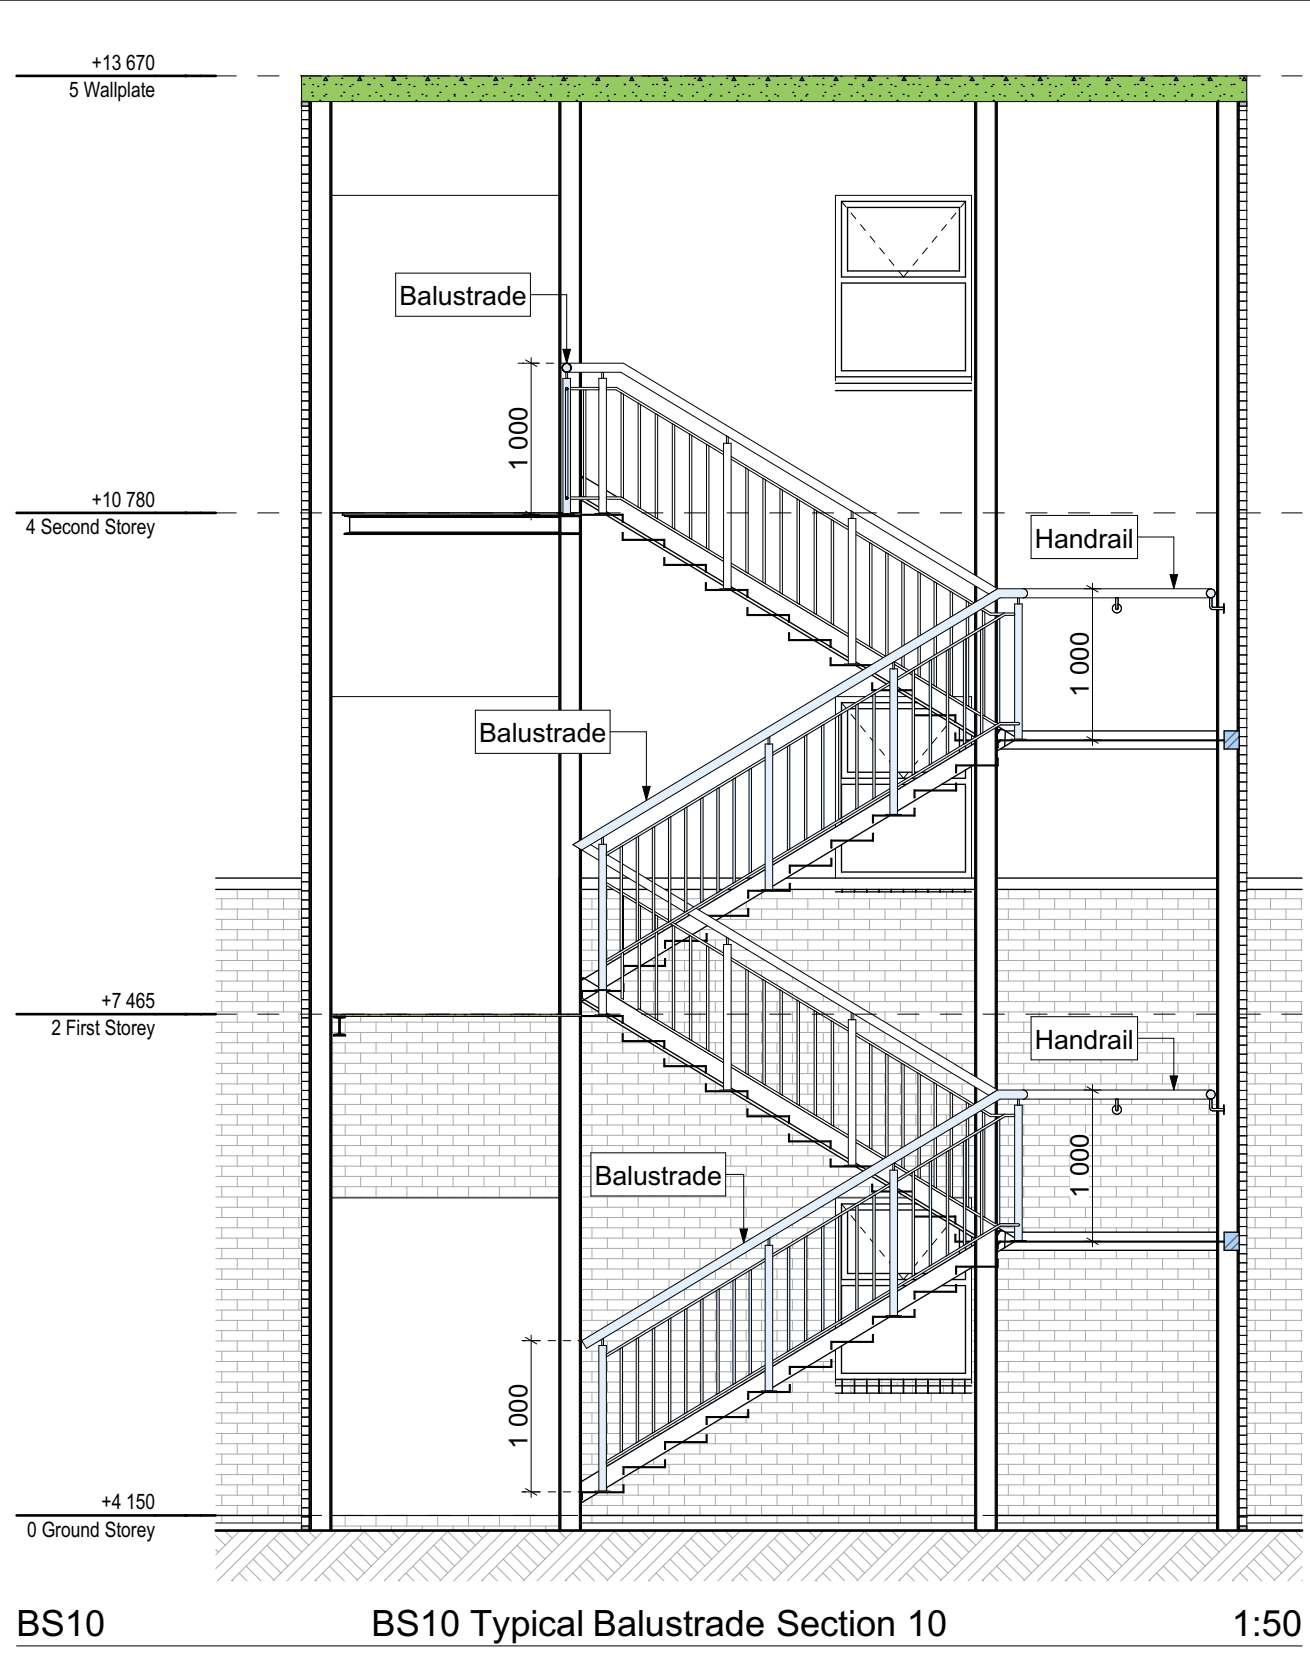 +13 670
5 Wallplate
Balustrade
1 000
+10 780
4 Second Storey
Handrail
1 000
Balustrade
+7 465
2 First Storey
Handrail
1 000
Balustrade
1 000
+4 150
0 Ground Storey
BS10 BS10 Typical Balustrade Section 10 1:50